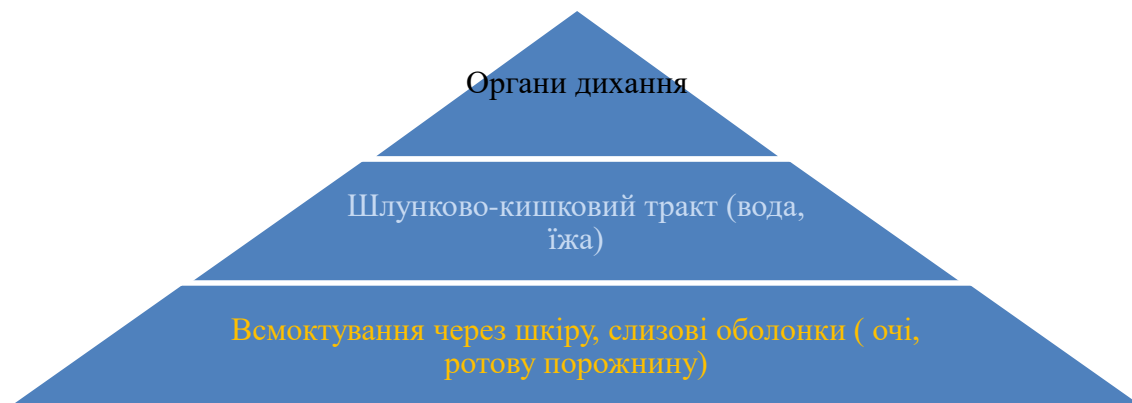 Органи дихання
Шлунково-кишковий тракт (вода,
їжа)
Всмоктування через шкіру, слизові оболонки ( очі,
ротову порожнину)